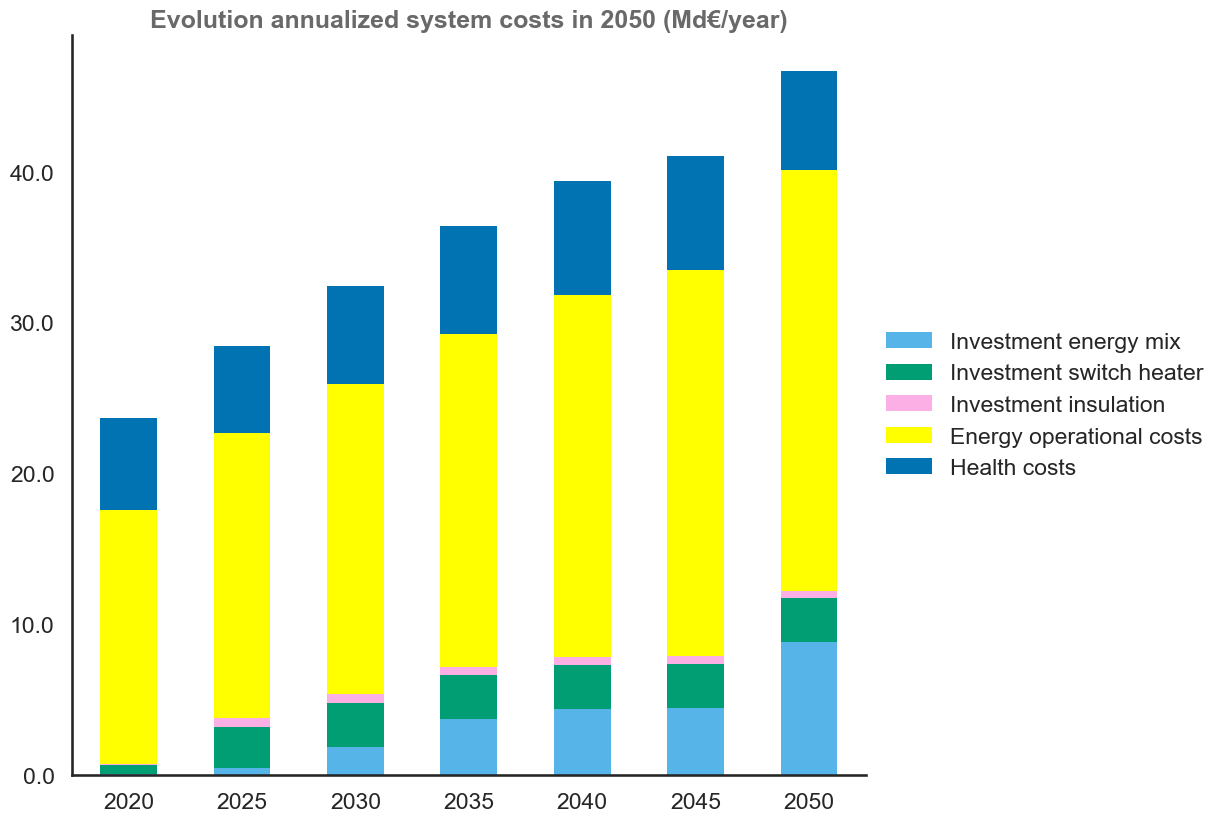 Evolution annualized system costs in 2050 (Md€/year)
40.0
30.0
20.0
10.0
0.0
2020 2025 2030 2035 2040 2045 2050
Investment energy mix
Investment switch heater
Investment insulation
Energy operational costs
Health costs